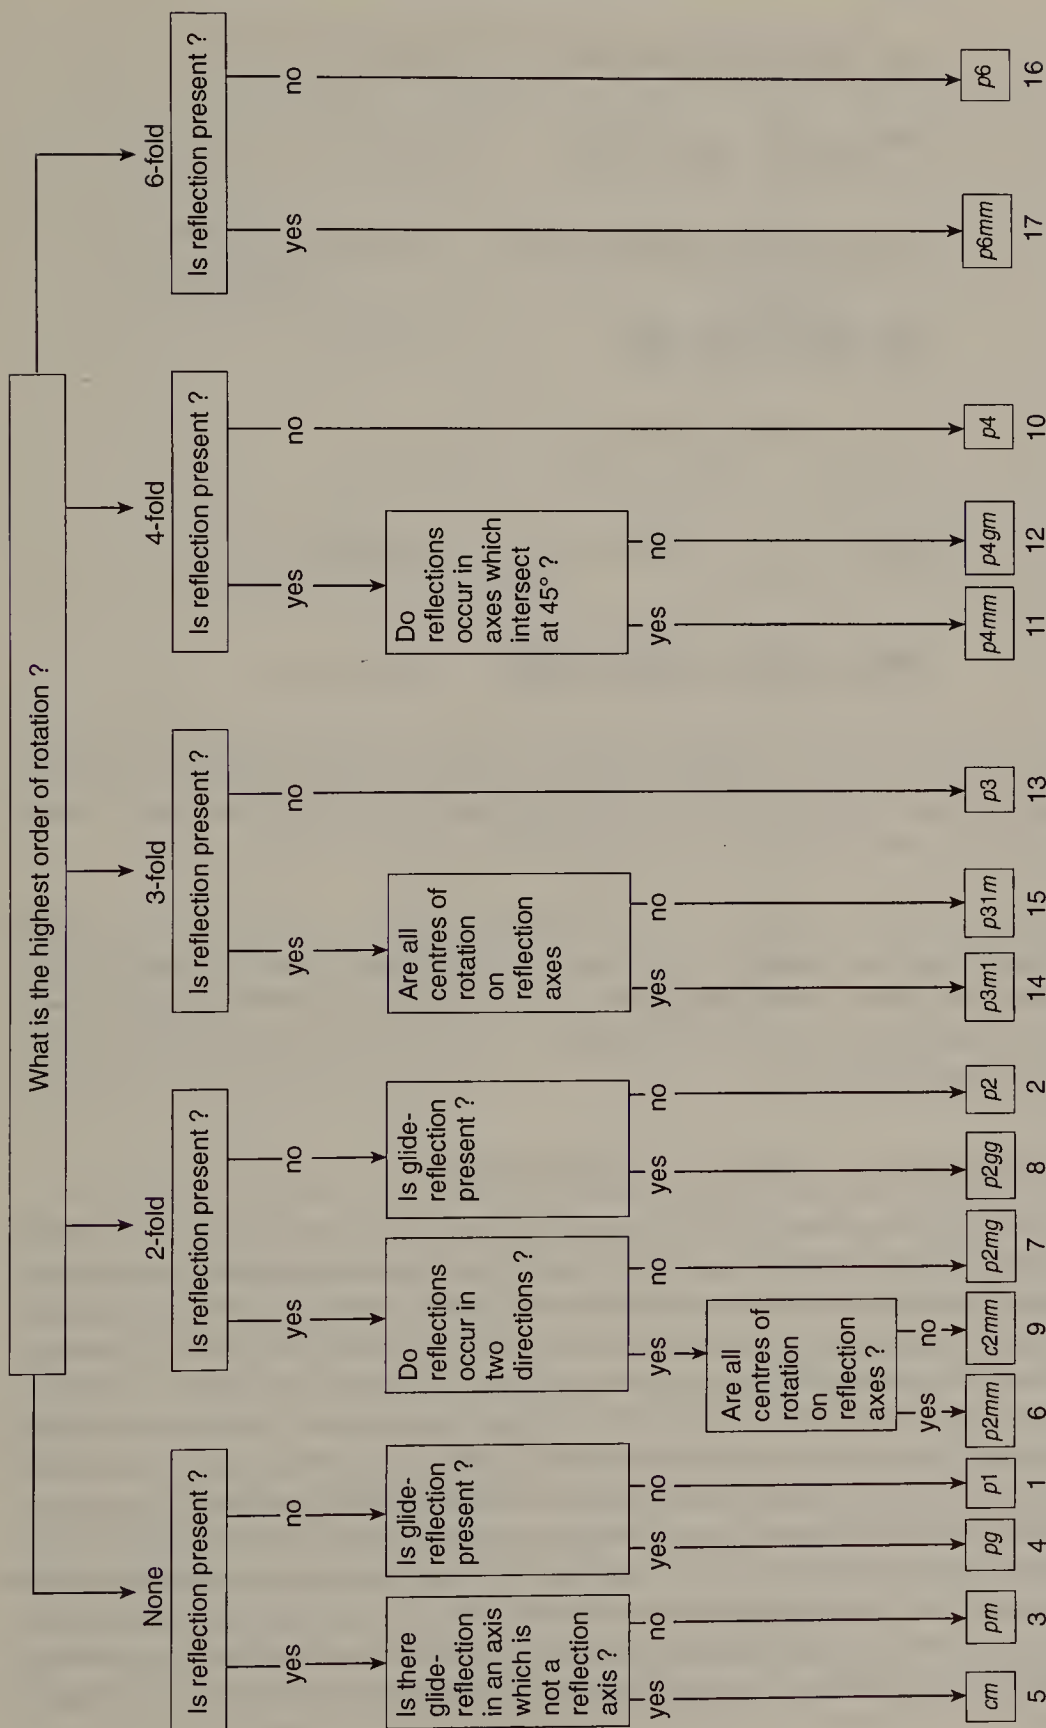 What is the highest order of rotation ?
None
2-fold
3-fold
4-fold
6-fold
Is reflection present ?
Is reflection present ?
Is reflection present ?
Is reflection present ?
Is reflection present ?
yes
no
yes
no
yes
no
yes
no
yes
no
Is there
glide-
reflection
in an axis
which is
not a
reflection
axis ?
Is glide-
reflection
present ?
Do
reflections
occur in
two
directions ?
Is glide-
reflection
present ?
Are all
centres of
rotation
on
reflection
axes
Do
reflections
occur in
axes which
intersect
at 45° ?
yes
no
yes
no
yes
no
yes
no
yes
no
yes
no
Are all
centres of
rotation
on
reflection
axes ?
yes
no
cm
pm
pg
p1
p2mm
c2mm
p2mg
p2gg
p2
p3m1
p31m
p3
p4mm
p4gm
p4
p6mm
p6
5
3
4
1
6
9
7
8
2
14
15
13
11
12
10
17
16